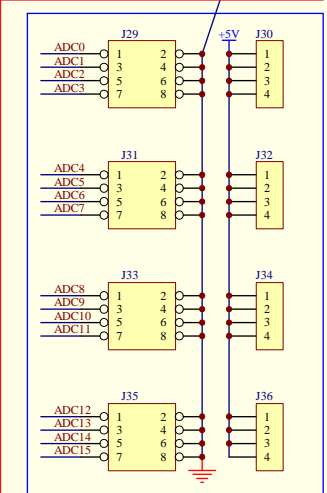 J29 +5V J30
ADC0 1 2 1
ADC1 3 4 2
ADC2 5 6 3
ADC3 7 8 4
J31 J32
ADC4 1 2 1
ADC5 3 4 2
ADC6 5 6 3
ADC7 7 8 4
J33 J34
ADC8 1 2 1
ADC9 3 4 2
ADC10 5 6 3
ADC11 7 8 4
J35 J36
ADC12 1 2 1
ADC13 3 4 2
ADC14 5 6 3
ADC15 7 8 4